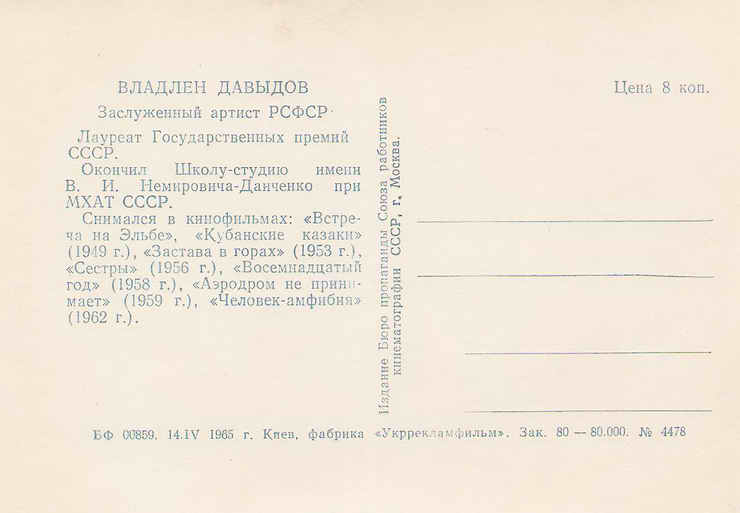 ВЛАДЛЕН ДАВЫДОВ
Заслуженный артист РСФСР
Лауреат Государственных премий
СССР.
Окончил Школу-студию имени
В. И. Немировича-Данченко при
МХАТ СССР.
Снимался в кинофильмах: «Встре-
ча на Эльбе», «Кубанские казаки»
(1949 г.), «Застава в горах» (1953 г.),
«Сестры» (1956 г.), «Восемнадцатый
год» (1958 г.), «Аэродром не прини-
мает» (1959 г.), «Человек-амфибия»
(1962 г.).
Издание Бюро пропаганды Союза работников
кинематографии СССР, г. Москва.
Цена 8 коп.
БФ 00859. 14.IV 1965 г. Киев, фабрика «Укррекламфильм». Зак. 80 — 80.000. № 4478